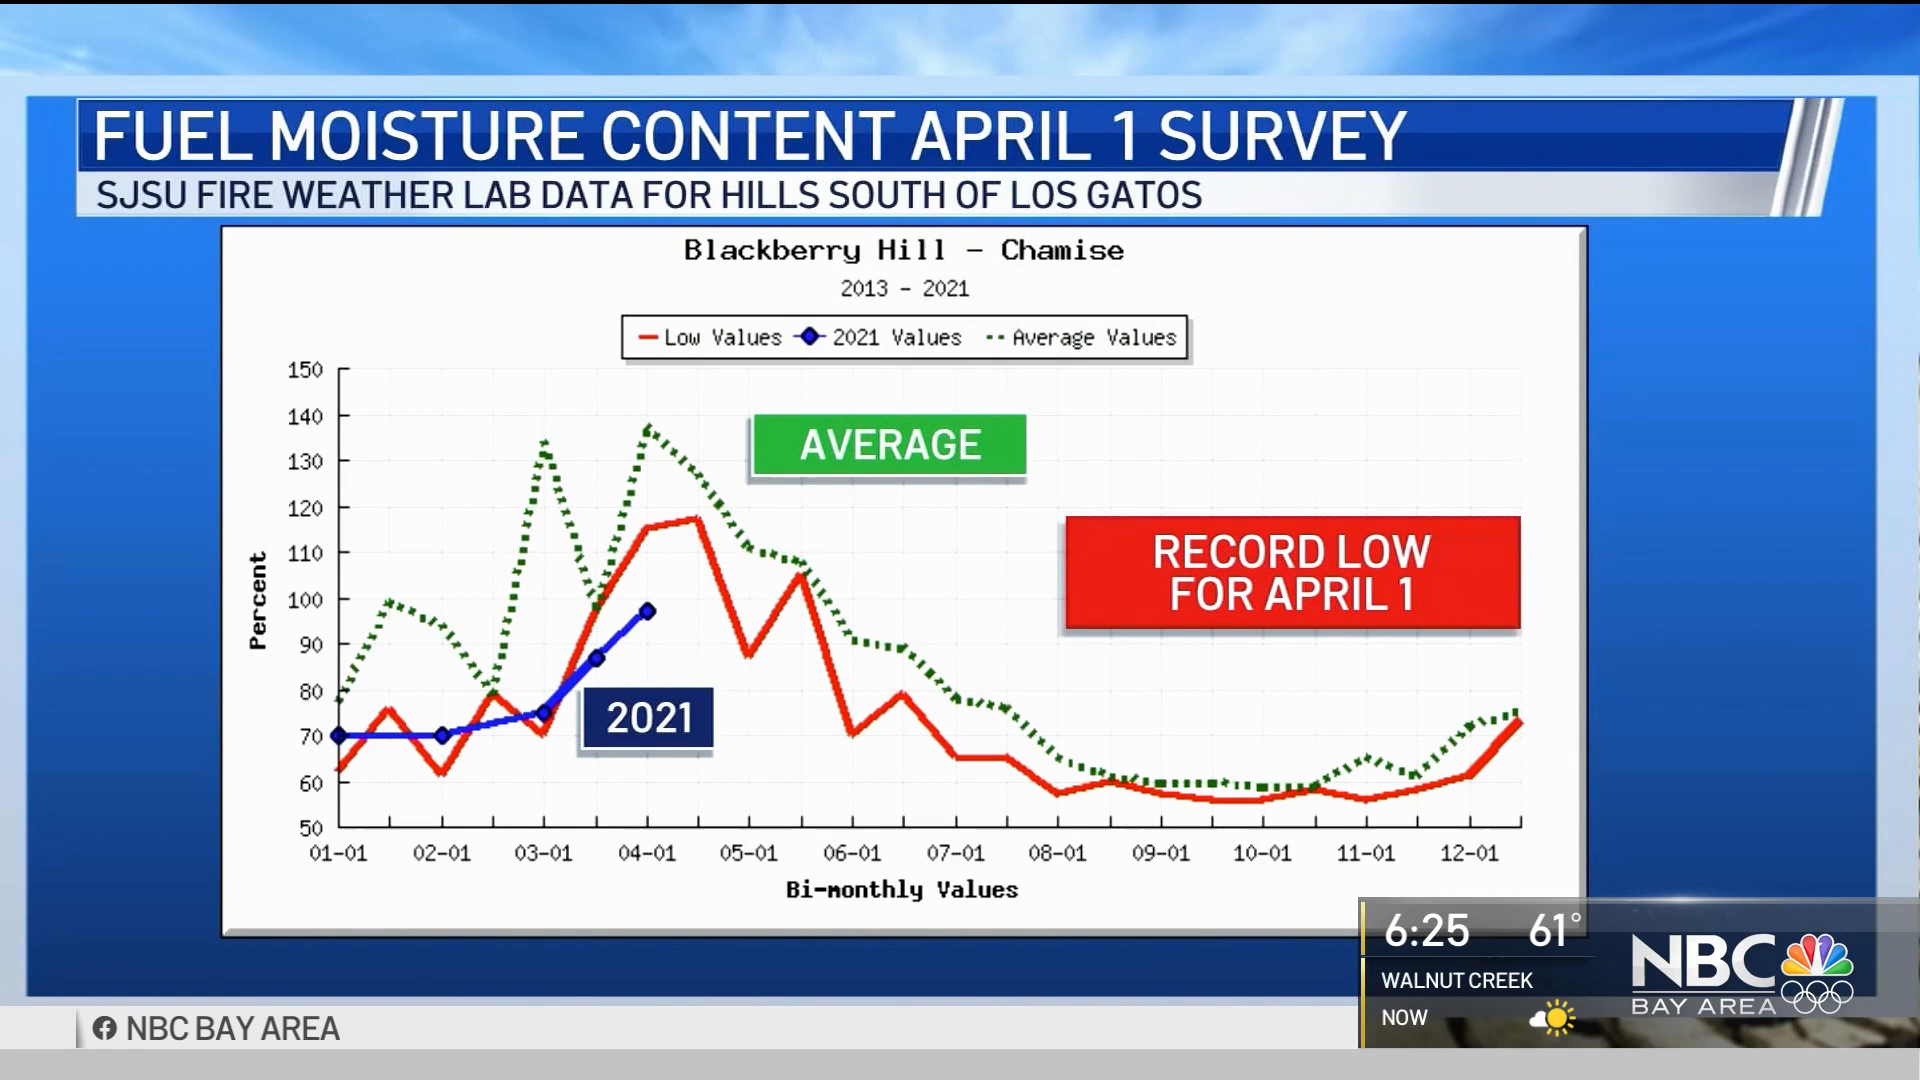 FUEL MOISTURE CONTENT APRIL 1 SURVEY
SJSU FIRE WEATHER LAB DATA FOR HILLS SOUTH OF LOS GATOS
Blackberry Hill - Chamise
2013 - 2021
Low Values 2021 Values Average Values
150
140
130
120
110
100
90
80
70
60
50
Percent
AVERAGE
RECORD LOW
FOR APRIL 1
2021
01-01 02-01 03-01 04-01 05-01 06-01 07-01 08-01 09-01 10-01 11-01 12-01
Bi-monthly Values
6:25 61°
WALNUT CREEK
NOW
NBC
BAY AREA
NBC BAY AREA